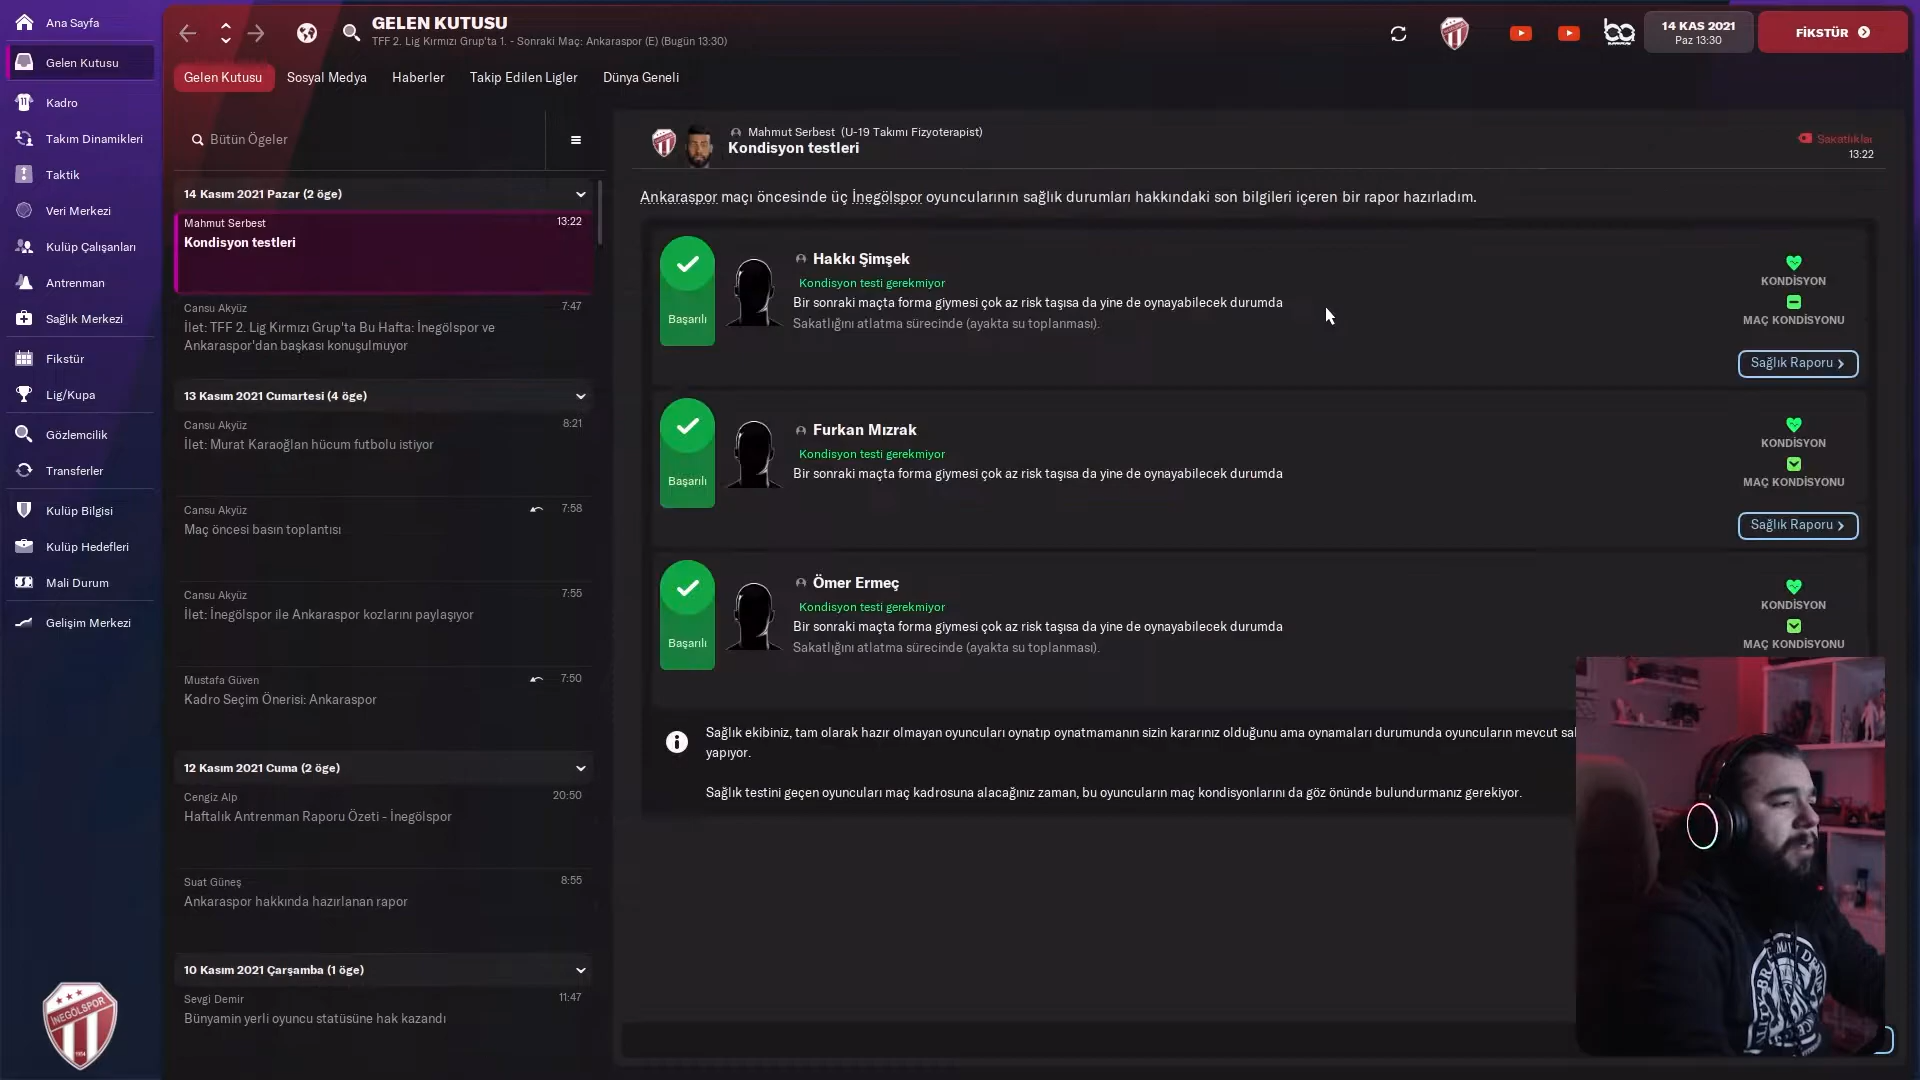 Ana Sayfa
Gelen Kutusu
Kadro
Takım Dinamikleri
Taktik
Veri Merkezi
Kulüp Çalışanları
Antrenman
Sağlık Merkezi
Fikstür
Lig/Kupa
Gözlemcilik
Transferler
Kulüp Bilgisi
Kulüp Hedefleri
Mali Durum
Gelişim Merkezi
İNEGÖLSPOR
GELEN KUTUSU
TFF 2. Lig Kırmızı Grup'ta 1. - Sonraki Maç: Ankaraspor (E) (Bugün 13:30)
14 KAS 2021
Paz 13:30
FİKSTÜR
Gelen Kutusu Sosyal Medya Haberler Takip Edilen Ligler Dünya Geneli
Bütün Ögeler
14 Kasım 2021 Pazar (2 öge)
Mahmut Serbest 13:22
Kondisyon testleri
Cansu Akyüz 7:47
İlet: TFF 2. Lig Kırmızı Grup'ta Bu Hafta: İnegölspor ve
Ankaraspor'dan başkası konuşulmuyor
13 Kasım 2021 Cumartesi (4 öge)
Cansu Akyüz 8:21
İlet: Murat Karaoğlan hücum futbolu istiyor
Cansu Akyüz 7:58
Maç öncesi basın toplantısı
Cansu Akyüz 7:55
İlet: İnegölspor ile Ankaraspor kozlarını paylaşıyor
Mustafa Güven 7:50
Kadro Seçim Önerisi: Ankaraspor
12 Kasım 2021 Cuma (2 öge)
Cengiz Alp 20:50
Haftalık Antrenman Raporu Özeti - İnegölspor
Suat Güneş 8:55
Ankaraspor hakkında hazırlanan rapor
10 Kasım 2021 Çarşamba (1 öge)
Sevgi Demir 11:47
Bünyamin yerli oyuncu statüsüne hak kazandı
Mahmut Serbest (U-19 Takımı Fizyoterapist)
Kondisyon testleri
Sakatlıklar
13:22
Ankaraspor maçı öncesinde üç İnegölspor oyuncularının sağlık durumları hakkındaki son bilgileri içeren bir rapor hazırladım.
Başarılı
Hakkı Şimşek
Kondisyon testi gerekmiyor
Bir sonraki maçta forma giymesi çok az risk taşısa da yine de oynayabilecek durumda
Sakatlığını atlatma sürecinde (ayakta su toplanması).
KONDİSYON
MAÇ KONDİSYONU
Sağlık Raporu
Başarılı
Furkan Mızrak
Kondisyon testi gerekmiyor
Bir sonraki maçta forma giymesi çok az risk taşısa da yine de oynayabilecek durumda
KONDİSYON
MAÇ KONDİSYONU
Sağlık Raporu
Başarılı
Ömer Ermeç
Kondisyon testi gerekmiyor
Bir sonraki maçta forma giymesi çok az risk taşısa da yine de oynayabilecek durumda
Sakatlığını atlatma sürecinde (ayakta su toplanması).
KONDİSYON
MAÇ KONDİSYONU
Sağlık ekibiniz, tam olarak hazır olmayan oyuncuları oynatıp oynatmamanın sizin kararınız olduğunu ama oynamaları durumunda oyuncuların mevcut
yapıyor.
Sağlık testini geçen oyuncuları maç kadrosuna alacağınız zaman, bu oyuncuların maç kondisyonlarını da göz önünde bulundurmanız gerekiyor.